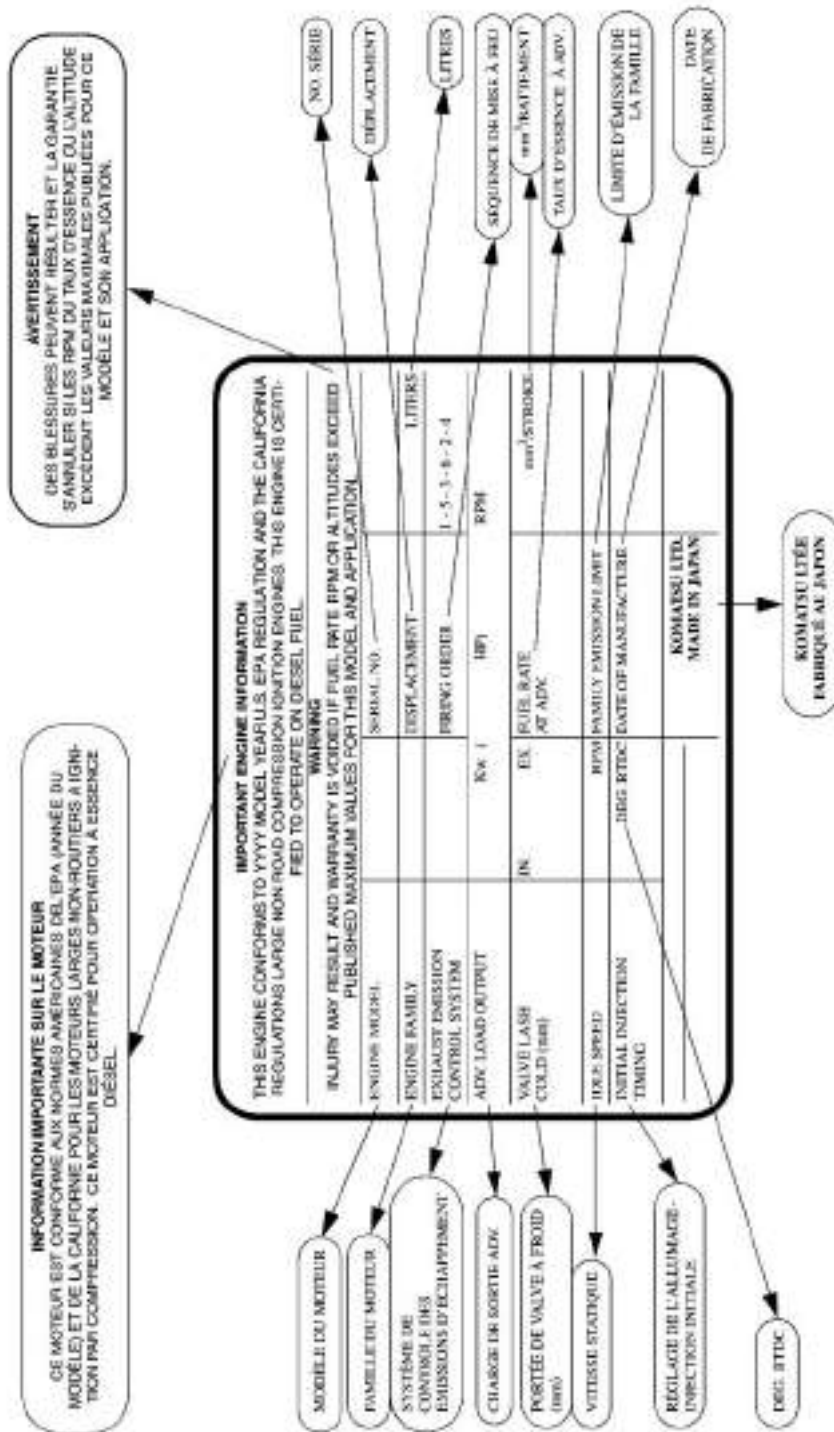 INFORMATION IMPORTANTE SUR LE MOTEUR
CE MOTEUR EST CONFORME AUX NORMES AMÉRICAINES DE L'EPA (ANNÉE DU
MODÈLE) ET DE LA CALIFORNIE POUR LES MOTEURS LARGES NON-ROUTIERS À IGNI-
TION PAR COMPRESSION. CE MOTEUR EST CERTIFIÉ POUR OPÉRATION À ESSENCE
DIÉSEL.
AVERTISSEMENT
DES BLESSURES PEUVENT RÉSULTER ET LA GARANTIE
S'ANNULER SI LES RPM DU TAUX D'ESSENCE OU L'ALTITUDE
EXCÈDENT LES VALEURS MAXIMALES PUBLIÉES POUR CE
MODÈLE ET SON APPLICATION.
MODÈLE DU MOTEUR
FAMILLE DU MOTEUR
SYSTÈME DE
CONTRÔLE DES
ÉMISSIONS D'ÉCHAPPEMENT
CHARGE DE SORTIE ADV.
PORTÉE DE VALVE À FROID
(mm)
VITESSE STATIQUE
RÉGLAGE DE L'ALLUMAGE-
INJECTION INITIALE
DEG. BTDC
IMPORTANT ENGINE INFORMATION
THIS ENGINE CONFORMS TO YYYY MODEL YEAR U.S. EPA REGULATION AND THE CALIFORNIA
REGULATIONS LARGE NON ROAD COMPRESSION IGNITION ENGINES. THIS ENGINE IS CERTI-
FIED TO OPERATE ON DIESEL FUEL.
WARNING
INJURY MAY RESULT AND WARRANTY IS VOIDED IF FUEL RATE RPM OR ALTITUDES EXCEED
PUBLISHED MAXIMUM VALUES FOR THIS MODEL AND APPLICATION.
ENGINE MODEL SERIAL NO.
ENGINE FAMILY DISPLACEMENT LITERS
EXHAUST EMISSION FIRING ORDER 1 - 5 - 3 - 6 - 2 - 4
CONTROL SYSTEM
ADV. LOAD OUTPUT Kw ( HP) RPM
VALVE LASH IN. EX. FUEL RATE mm³/STROKE
COLD (mm) AT ADV.
IDLE SPEED RPM FAMILY EMISSION LIMIT
INITIAL INJECTION DEG. BTDC DATE OF MANUFACTURE
TIMING
KOMATSU LTD.
MADE IN JAPAN
NO. SÉRIE
DÉPLACEMENT
LITRES
SÉQUENCE DE MISE À FEU
mm³/BATTEMENT
TAUX D'ESSENCE À ADV.
LIMITE D'ÉMISSION DE
LA FAMILLE
DATE
DE FABRICATION
KOMATSU LTÉE
FABRIQUÉ AU JAPON